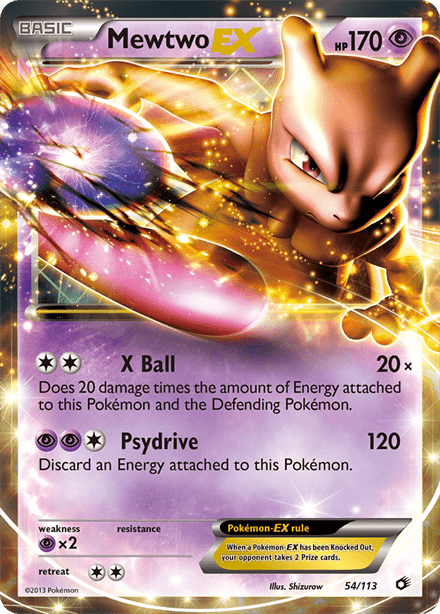 BASIC Mewtwo EX HP170
X Ball 20×
Does 20 damage times the amount of Energy attached
to this Pokémon and the Defending Pokémon.
Psydrive 120
Discard an Energy attached to this Pokémon.
weakness resistance
×2
Pokémon-EX rule
When a Pokémon-EX has been Knocked Out,
your opponent takes 2 Prize cards.
retreat
©2013 Pokémon Illus. Shizurow 54/113